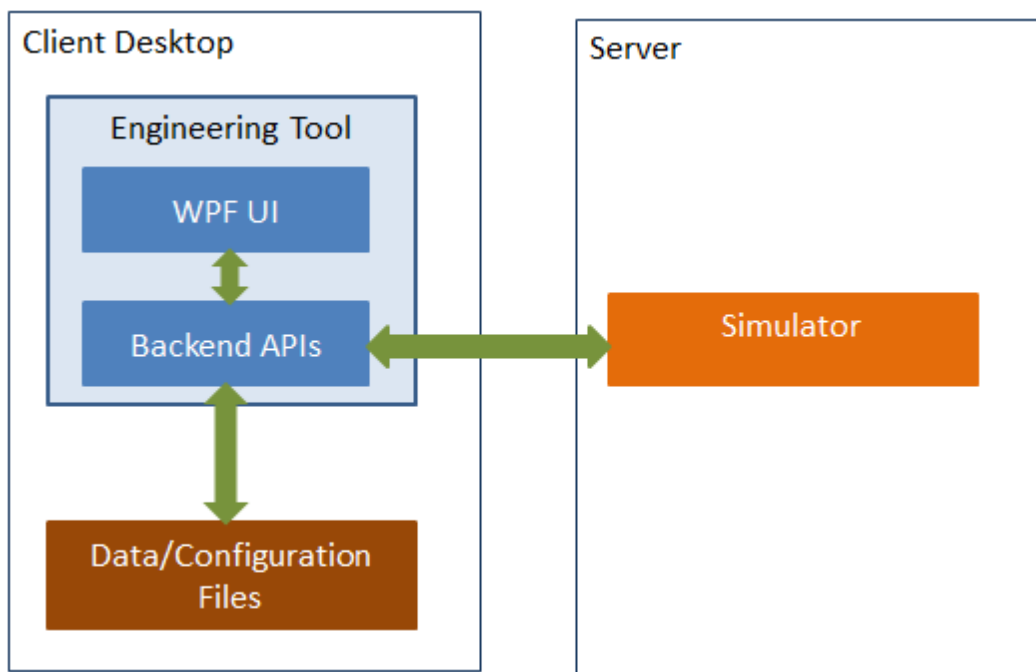 Client Desktop
Engineering Tool
WPF UI
Backend APIs
Data/Configuration
Files
Server
Simulator